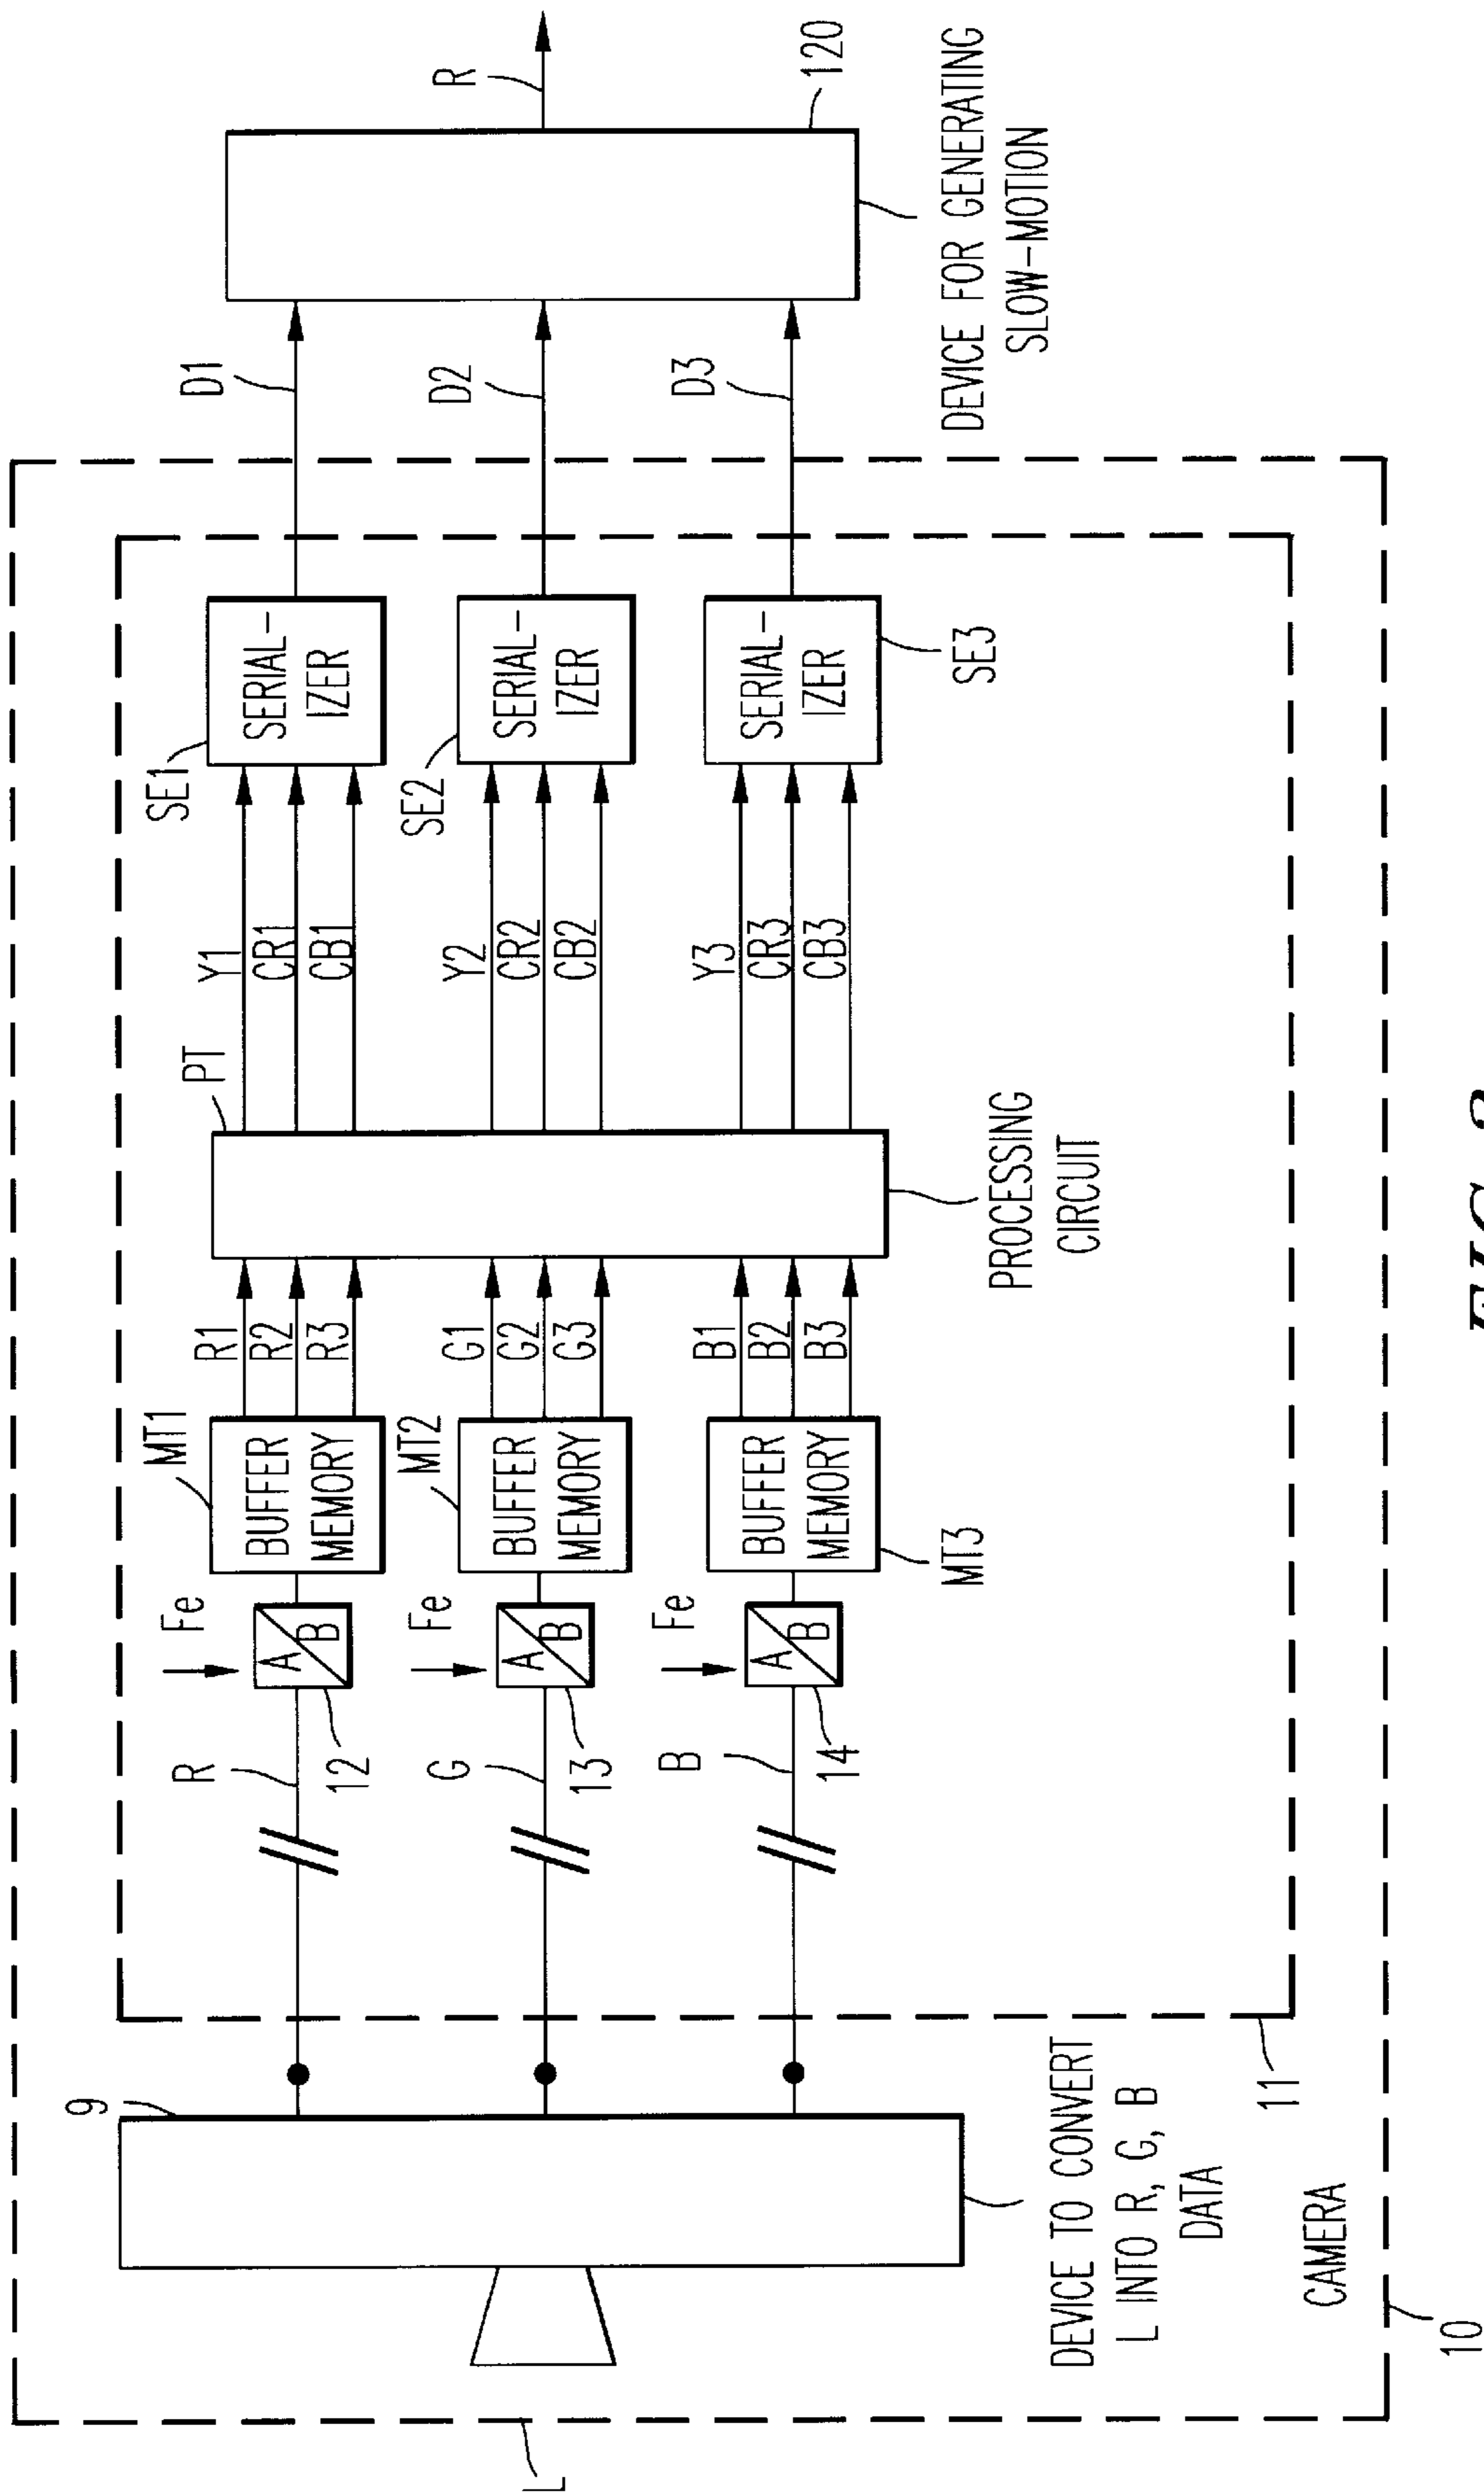 L
10
CAMERA
11
9
DEVICE TO CONVERT
L INTO R, G, B
DATA
R
G
B
12
13
14
Fe
Fe
Fe
A
B
A
B
A
B
MT1
BUFFER
MEMORY
MT2
BUFFER
MEMORY
MT3
BUFFER
MEMORY
R1
R2
R3
G1
G2
G3
B1
B2
B3
PT
PROCESSING
CIRCUIT
Y1
CR1
CB1
Y2
CR2
CB2
Y3
CR3
CB3
SE1
SERIAL-
IZER
SE2
SERIAL-
IZER
SE3
SERIAL-
IZER
D1
D2
D3
120
DEVICE FOR GENERATING
SLOW-MOTION
R